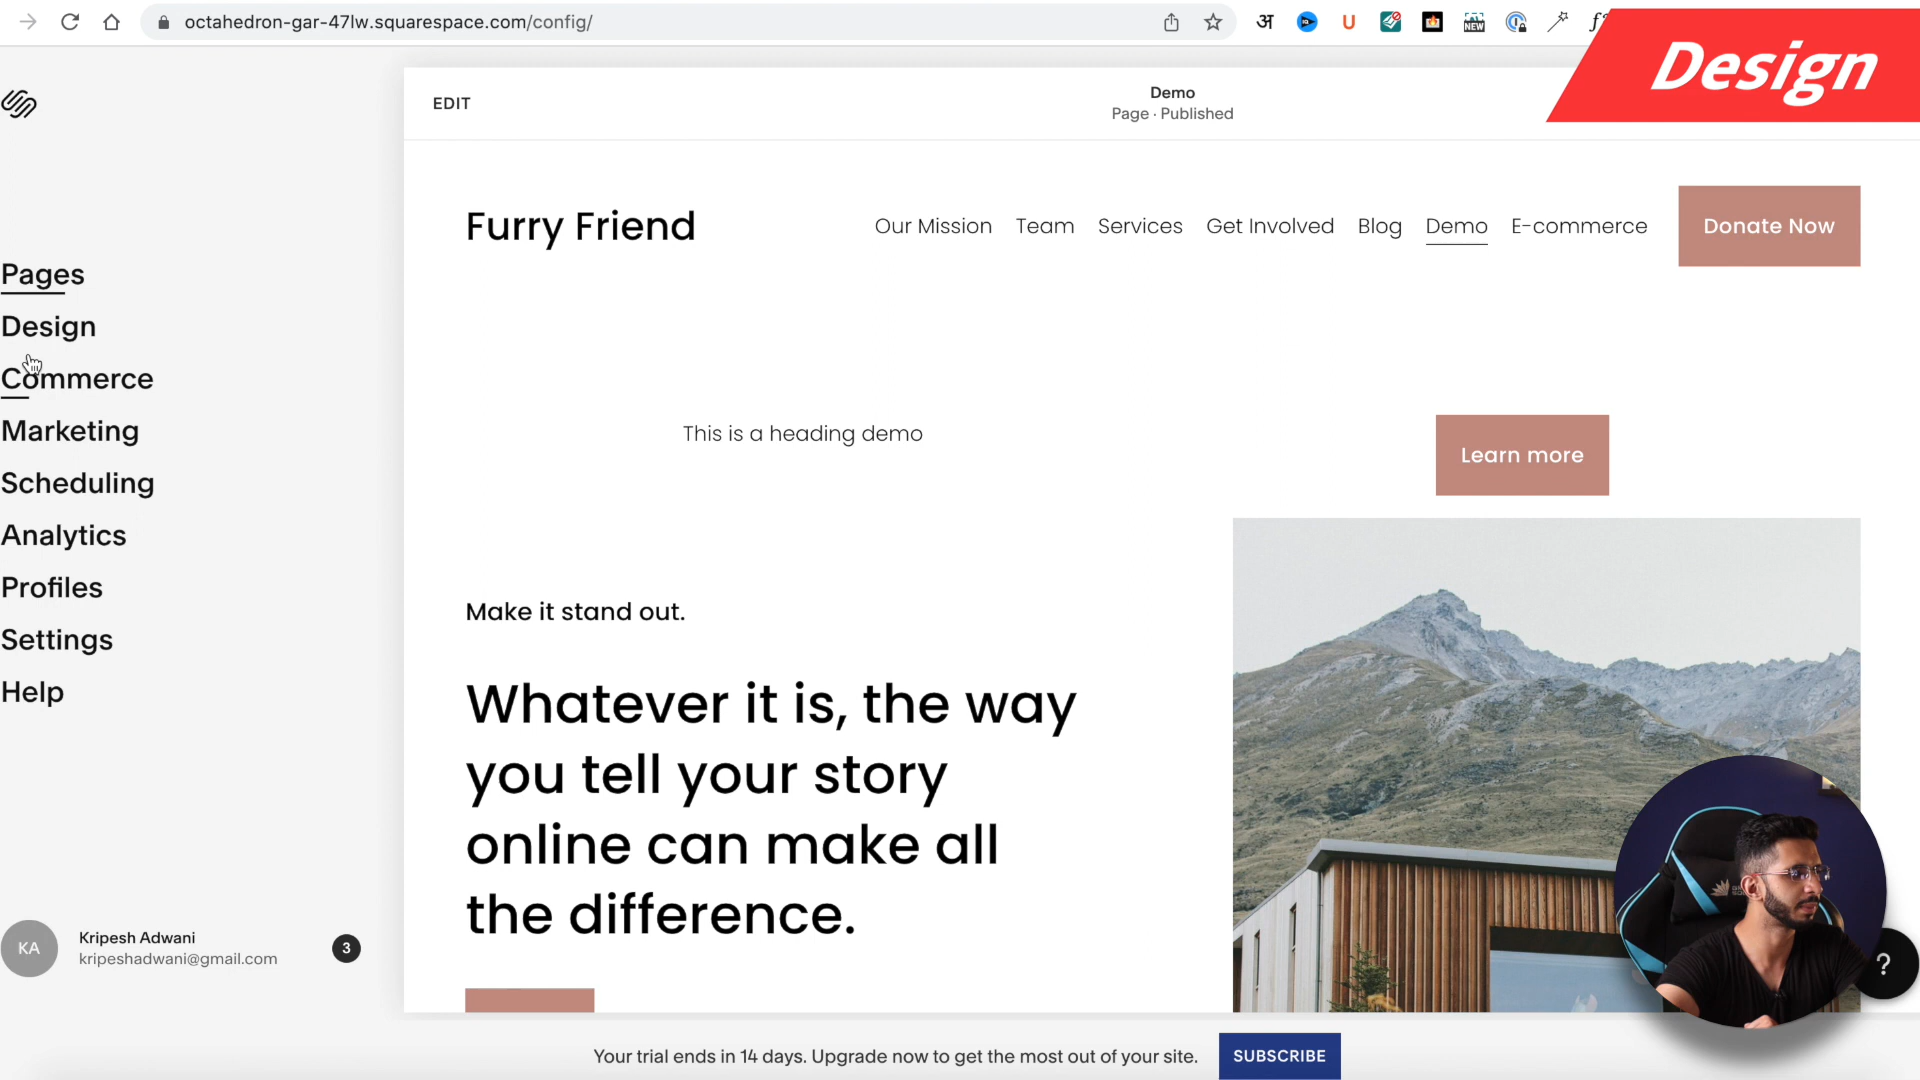 octahedron-gar-47lw.squarespace.com/config/
अ
U
NEW
Design
EDIT
Demo
Page · Published
Furry Friend
Our Mission
Team
Services
Get Involved
Blog
Demo
E-commerce
Donate Now
Pages
Design
Commerce
Marketing
Scheduling
Analytics
Profiles
Settings
Help
This is a heading demo
Learn more
Make it stand out.
Whatever it is, the way
you tell your story
online can make all
the difference.
KA
Kripesh Adwani
kripeshadwani@gmail.com
3
?
Your trial ends in 14 days. Upgrade now to get the most out of your site.
SUBSCRIBE